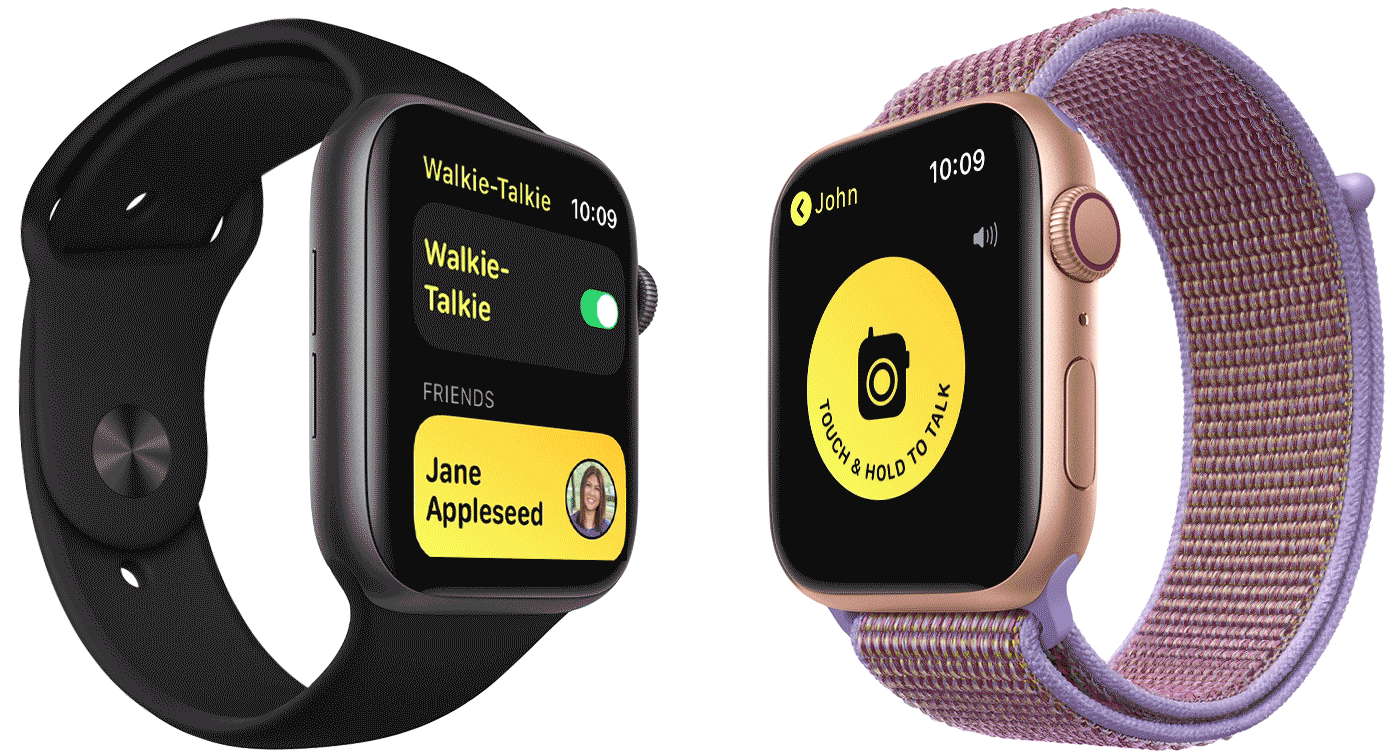 Walkie-Talkie
10:09
Walkie-
Talkie
FRIENDS
Jane
Appleseed
John
10:09
TOUCH & HOLD TO TALK